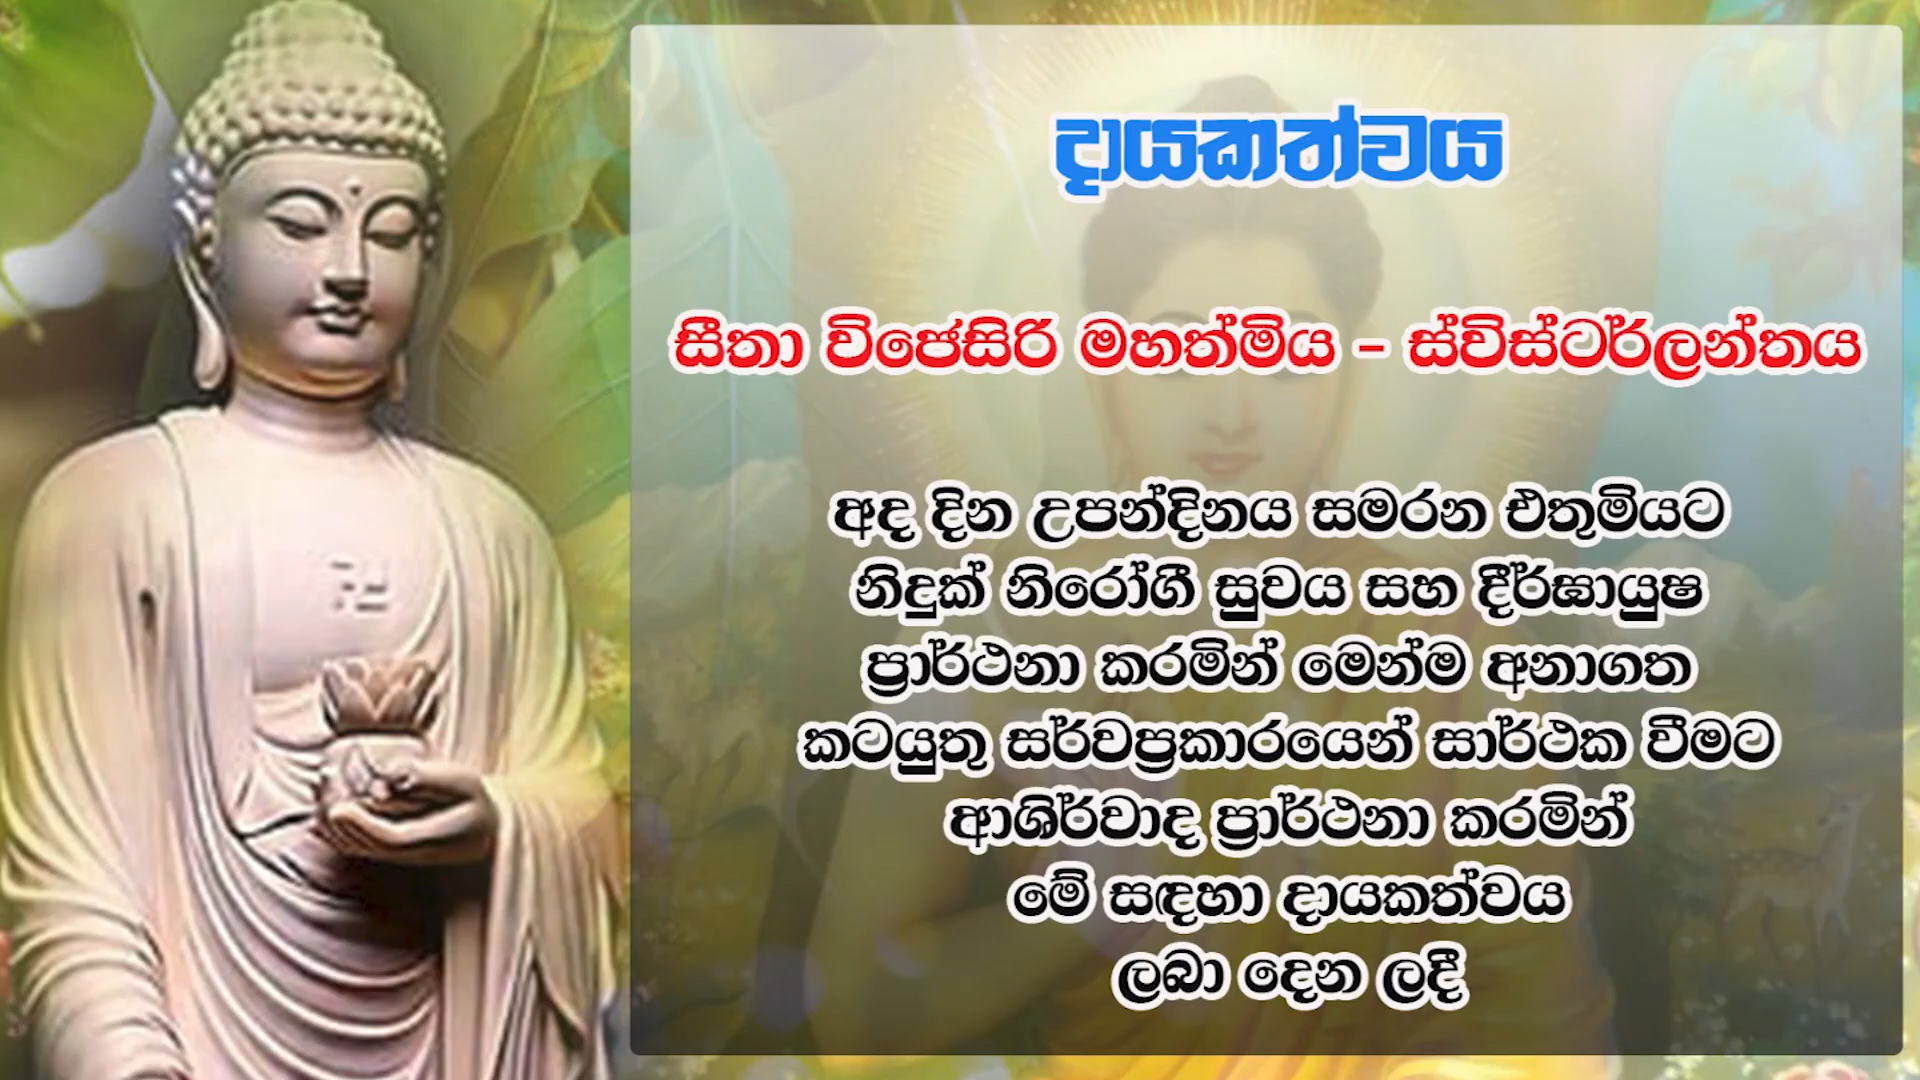 දායකත්වය
සීතා විජෙසිරි මහත්මිය - ස්විස්ටර්ලන්තය
අද දින උපන්දිනය සමරන එතුමියට
නිදුක් නිරෝගී සුවය සහ දීර්ඝායුෂ
ප්‍රාර්ථනා කරමින් මෙන්ම අනාගත
කටයුතු සර්වප්‍රකාරයෙන් සාර්ථක වීමට
ආශිර්වාද ප්‍රාර්ථනා කරමින්
මේ සඳහා දායකත්වය
ලබා දෙන ලදී